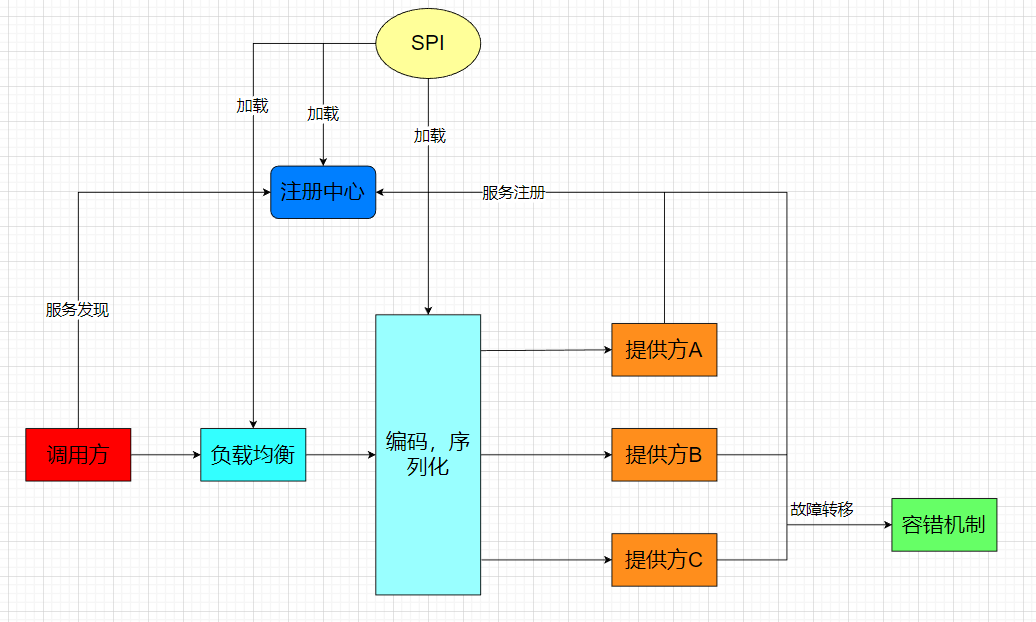 SPI
加载
加载
加载
注册中心
服务注册
服务发现
提供方A
调用方
负载均衡
编码，序
列化
提供方B
故障转移
容错机制
提供方C